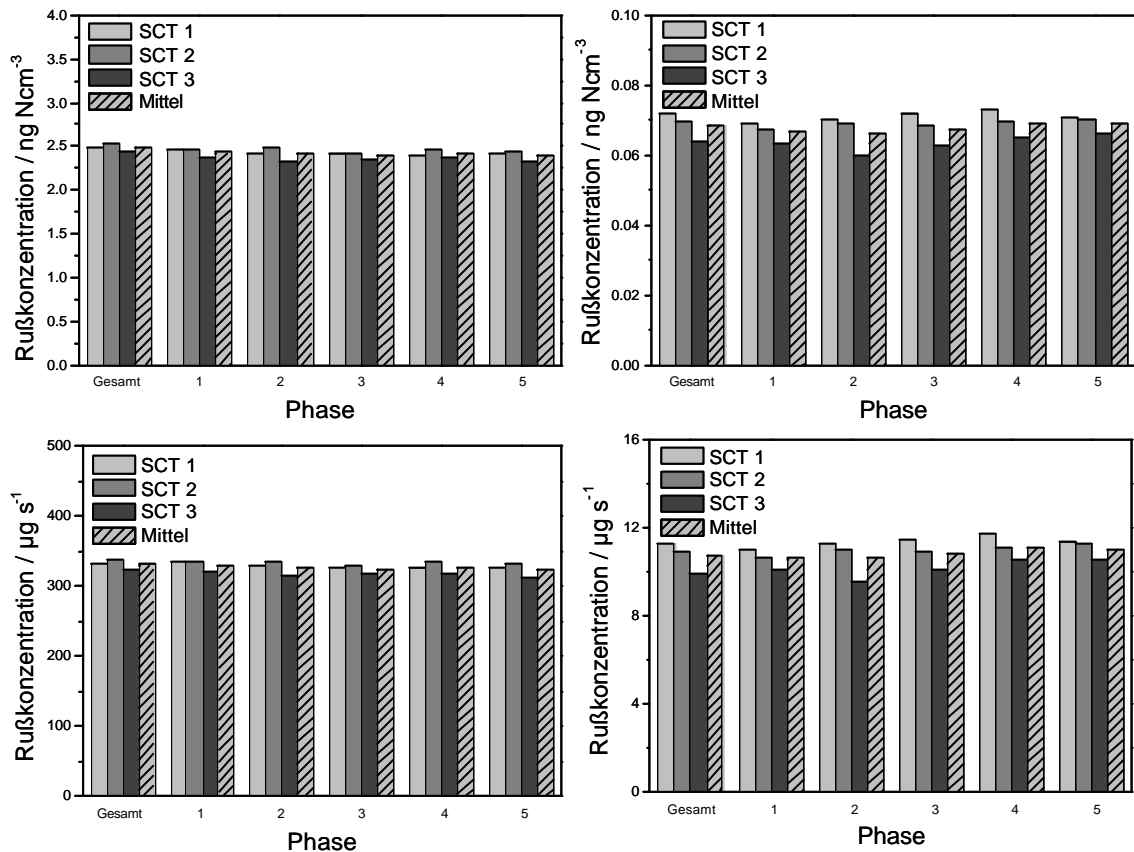 Rußkonzentration / ng Ncm-3
4.0
3.5
3.0
2.5
2.0
1.5
1.0
0.5
0.0
SCT 1
SCT 2
SCT 3
Mittel
Gesamt 1 2 3 4 5
Phase
Rußkonzentration / ng Ncm-3
0.10
0.08
0.06
0.04
0.02
0.00
SCT 1
SCT 2
SCT 3
Mittel
Gesamt 1 2 3 4 5
Phase
Rußkonzentration / µg s-1
500
400
300
200
100
0
SCT 1
SCT 2
SCT 3
Mittel
Gesamt 1 2 3 4 5
Phase
Rußkonzentration / µg s-1
16
12
8
4
0
SCT 1
SCT 2
SCT 3
Mittel
Gesamt 1 2 3 4 5
Phase